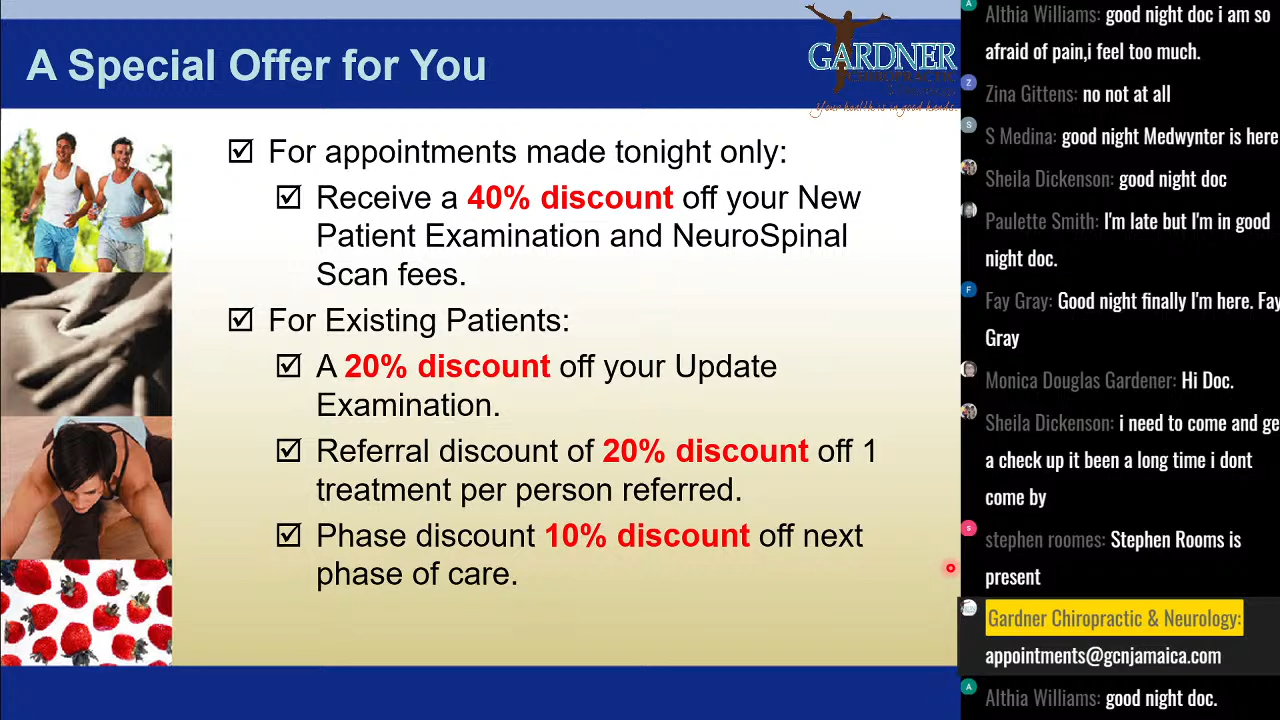 A Special Offer for You
GARDNER
CHIROPRACTIC
Your health is in good hands.
For appointments made tonight only:
Receive a 40% discount off your New
Patient Examination and NeuroSpinal
Scan fees.
For Existing Patients:
A 20% discount off your Update
Examination.
Referral discount of 20% discount off 1
treatment per person referred.
Phase discount 10% discount off next
phase of care.
A
Althia Williams: good night doc i am so
afraid of pain,i feel too much.
Z
Zina Gittens: no not at all
S
S Medina: good night Medwynter is here
Sheila Dickenson: good night doc
Paulette Smith: I'm late but I'm in good
night doc.
F
Fay Gray: Good night finally I'm here. Fay
Gray
Monica Douglas Gardener: Hi Doc.
Sheila Dickenson: i need to come and ge
a check up it been a long time i dont
come by
s
stephen roomes: Stephen Rooms is
present
Gardner Chiropractic & Neurology:
appointments@gcnjamaica.com
A
Althia Williams: good night doc.